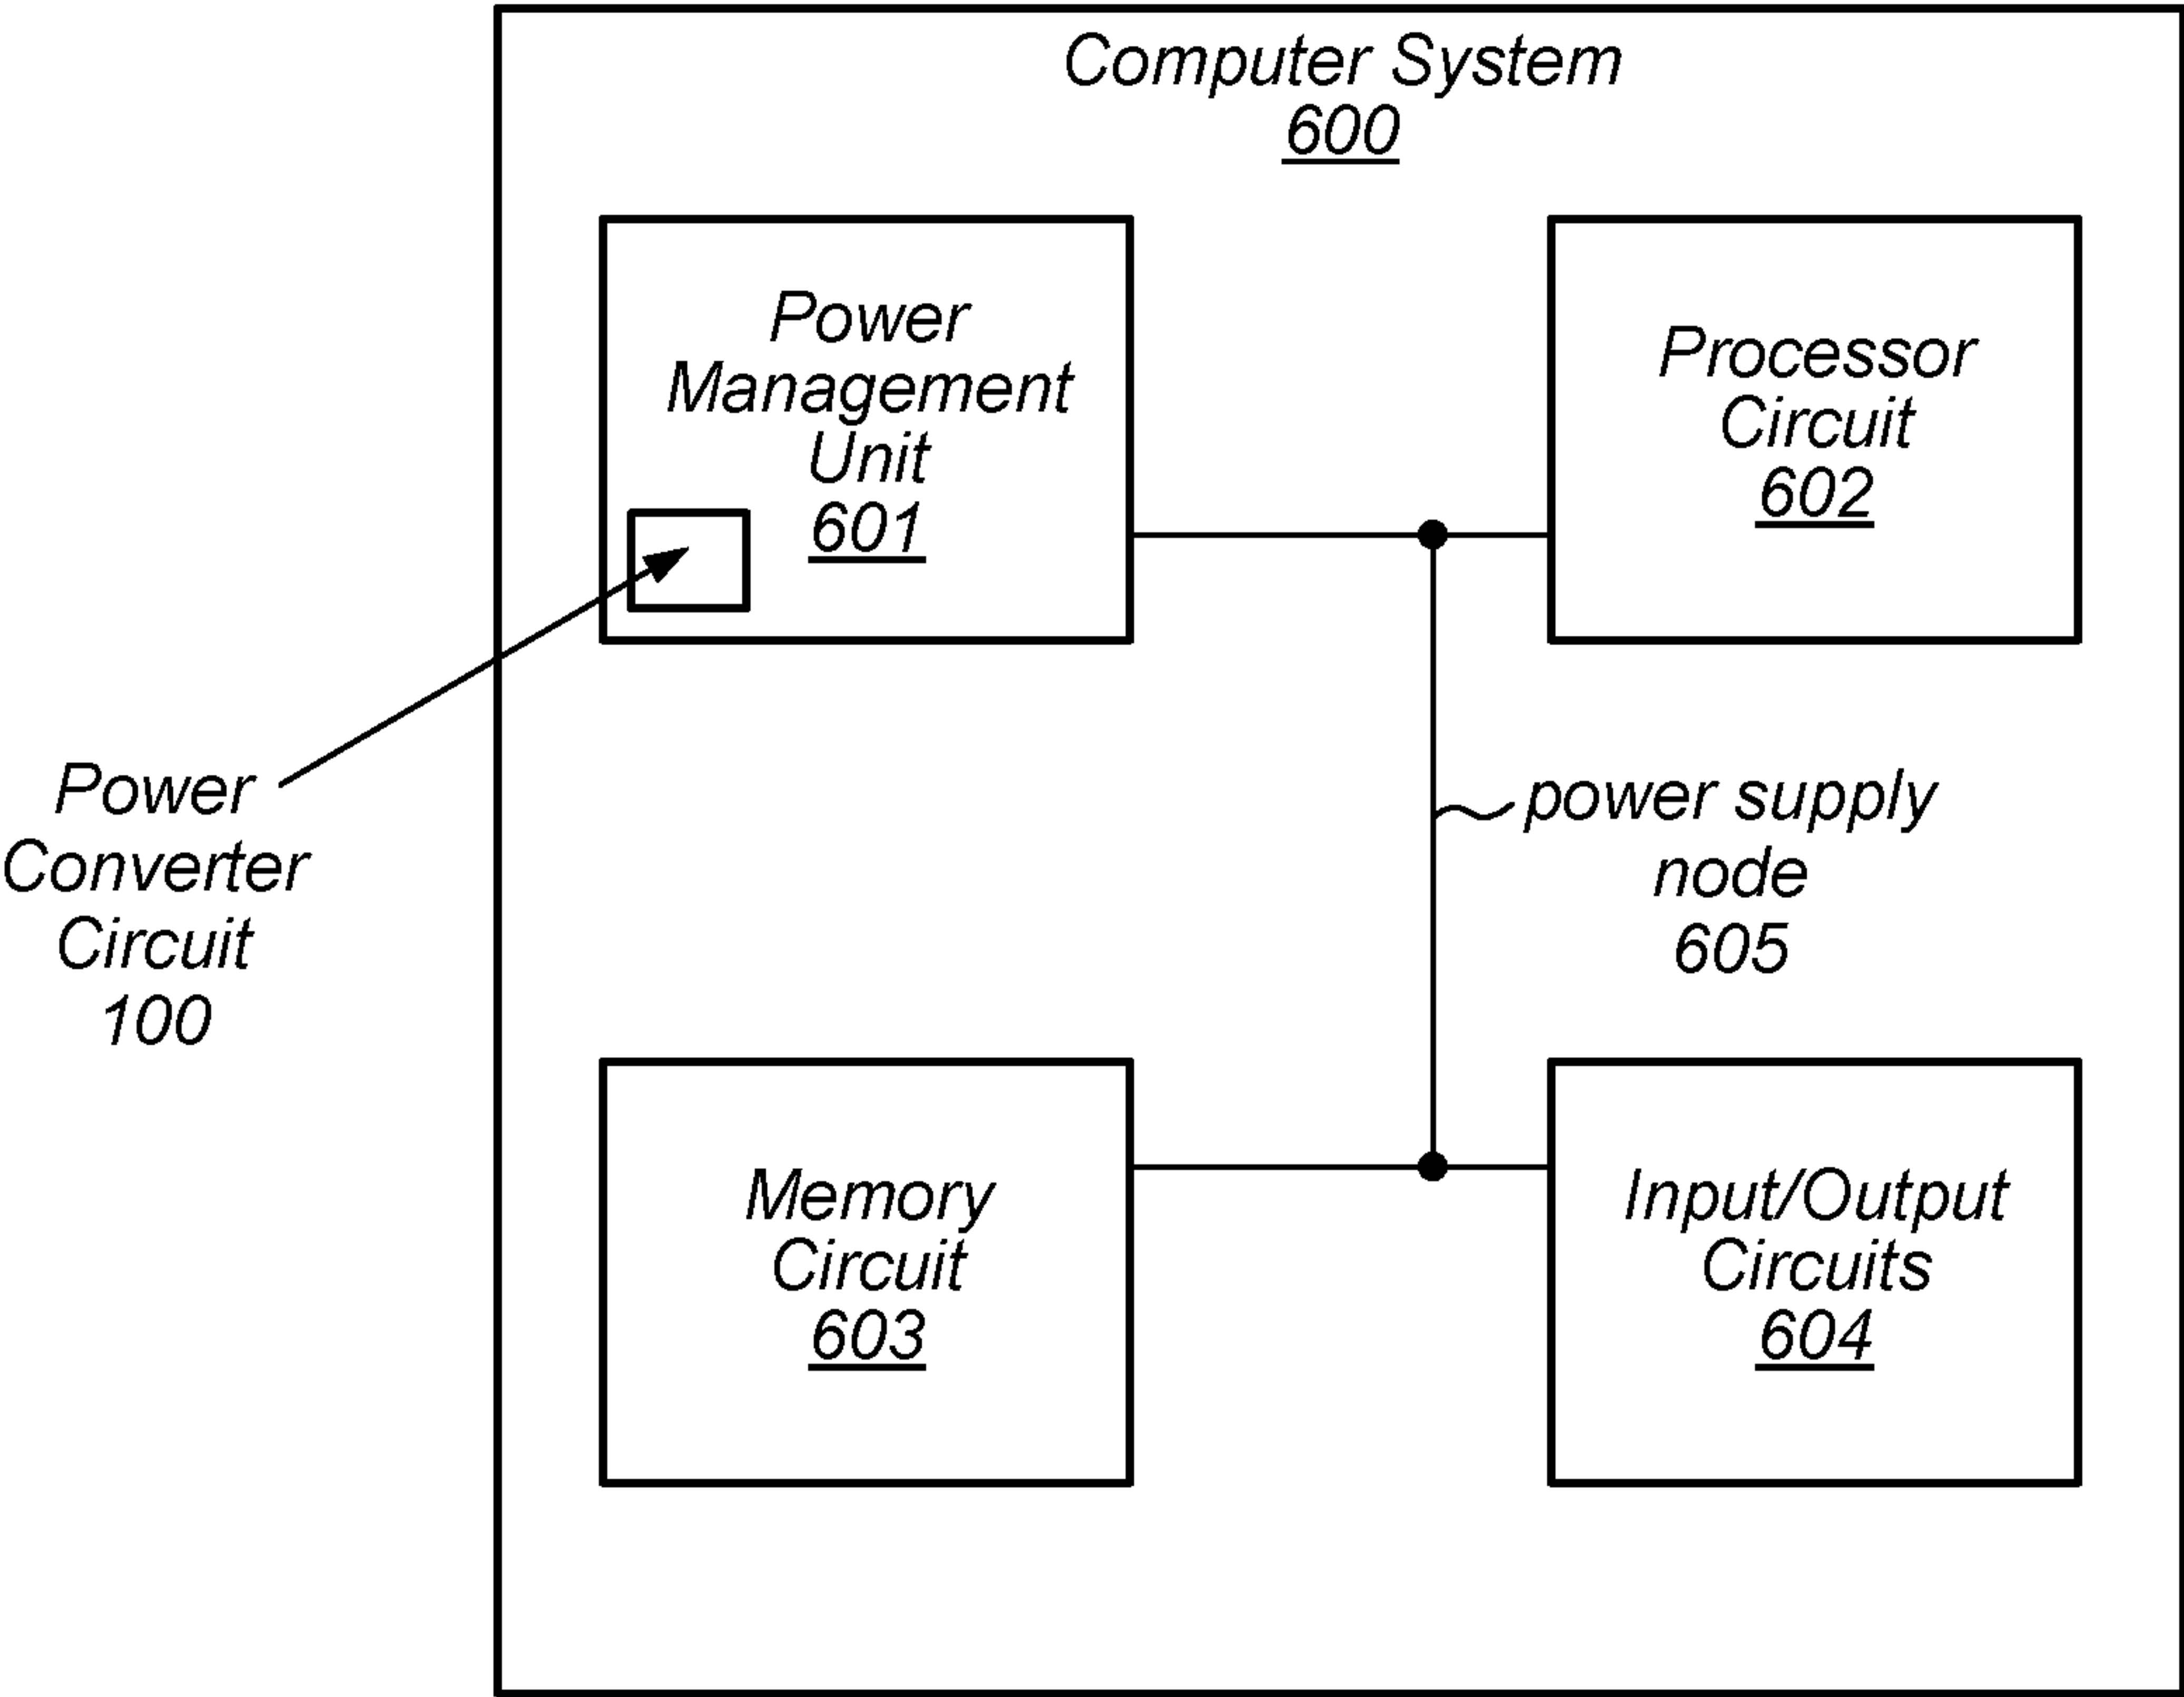 Computer System
600
Power
Management
Unit
601
Processor
Circuit
602
Power
Converter
Circuit
100
power supply
node
605
Memory
Circuit
603
Input/Output
Circuits
604